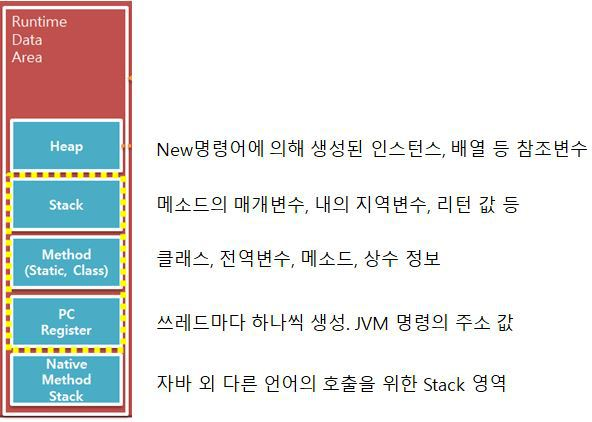 Runtime
Data
Area
Heap
New명령어에 의해 생성된 인스턴스, 배열 등 참조변수
Stack
메소드의 매개변수, 내의 지역변수, 리턴 값 등
Method
(Static, Class)
클래스, 전역변수, 메소드, 상수 정보
PC
Register
쓰레드마다 하나씩 생성. JVM 명령의 주소 값
Native
Method
Stack
자바 외 다른 언어의 호출을 위한 Stack 영역